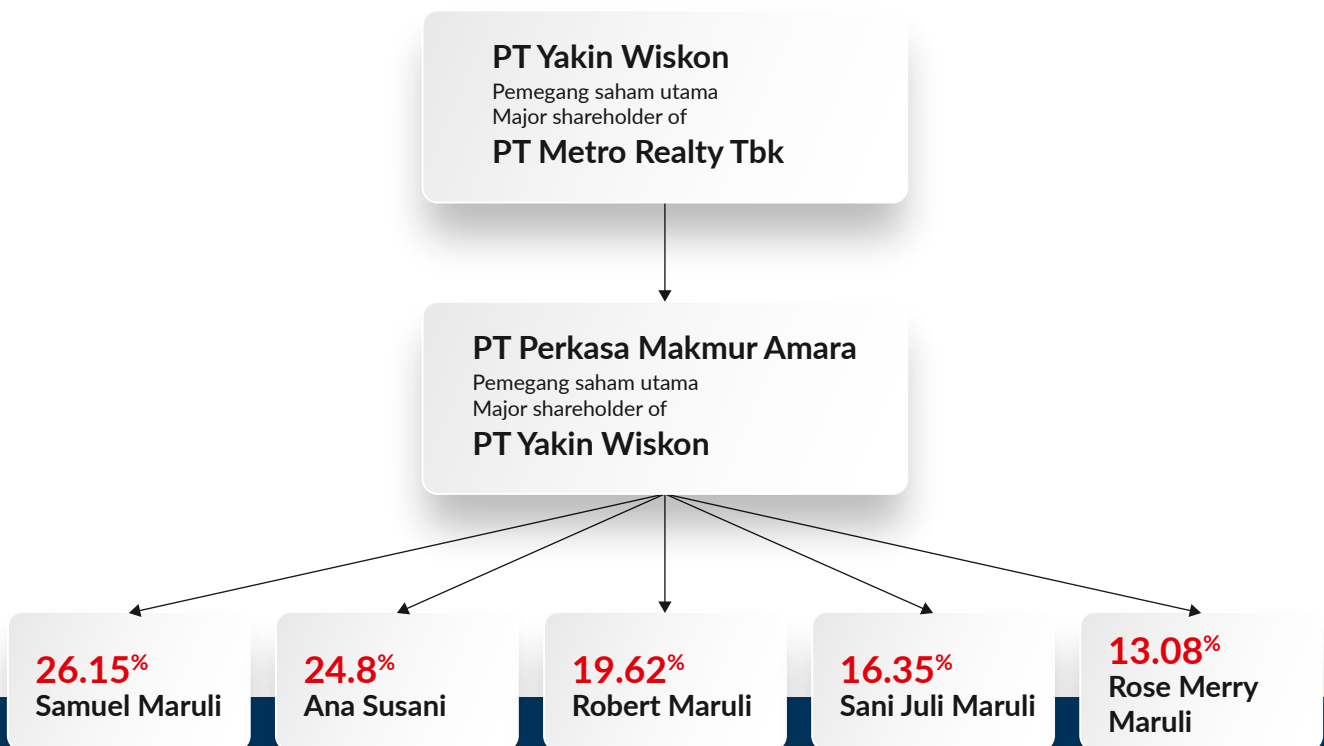 PT Yakin Wiskon
Pemegang saham utama
Major shareholder of
PT Metro Realty Tbk
PT Perkasa Makmur Amara
Pemegang saham utama
Major shareholder of
PT Yakin Wiskon
26.15%
Samuel Maruli
24.8%
Ana Susani
19.62%
Robert Maruli
16.35%
Sani Juli Maruli
13.08%
Rose Merry
Maruli